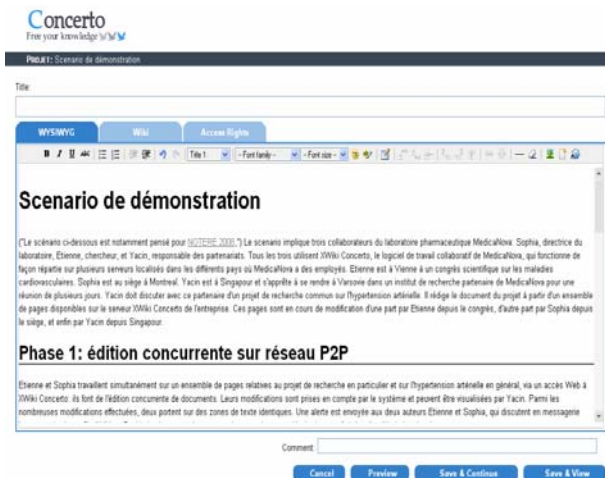 Concerto
Free your knowledge
PROJET: Scenario de démonstration
Title:
WYSIWYG Wiki Access Rights
B I U ABC Title 1 - Font family - - Font size -
Scenario de démonstration
("Le scénario ci-dessous est notamment pensé pour NOTERE 2008.") Le scenario implique trois collaborateurs du laboratoire pharmaceutique MedicaNova: Sophia, directrice du
laboratoire, Etienne, chercheur, et Yacin, responsable des partenariats. Tous les trois utilisent XWiki Concerto, le logiciel de travail collaboratif de MedicaNova, qui fonctionne de
façon répartie sur plusieurs serveurs localisés dans les différents pays où MedicaNova a des employés. Etienne est à Vienne à un congrès scientifique sur les maladies
cardiovasculaires. Sophia est au siège à Montreal. Yacin est à Singapour et s'apprête à se rendre à Varsovie dans un institut de recherche partenaire de MedicaNova pour une
réunion de plusieurs jours. Yacin doit discuter avec ce partenaire d'un projet de recherche commun sur l'hypertension artérielle. Il rédige le document du projet à partir d'un ensemble
de pages disponibles sur le serveur XWiki Concerto de l'entreprise. Ces pages sont en cours de modification d'une part par Etienne depuis le congrès, d'autre part par Sophia depuis
le siège, et enfin par Yacin depuis Singapour.
Phase 1: édition concurrente sur réseau P2P
Etienne et Sophia travaillent simultanément sur un ensemble de pages relatives au projet de recherche en particulier et sur l'hypertension artérielle en général, via un accès Web à
XWiki Concerto: ils font de l'édition concurente de documents. Leurs modifications sont prises en compte par le système et peuvent être visualisées par Yacin. Parmi les
nombreuses modifications effectuées, deux portent sur des zones de texte identiques. Une alerte est envoyée aux deux auteurs Etienne et Sophia, qui discutent en messagerie
Comment:
Cancel Preview Save & Continue Save & View